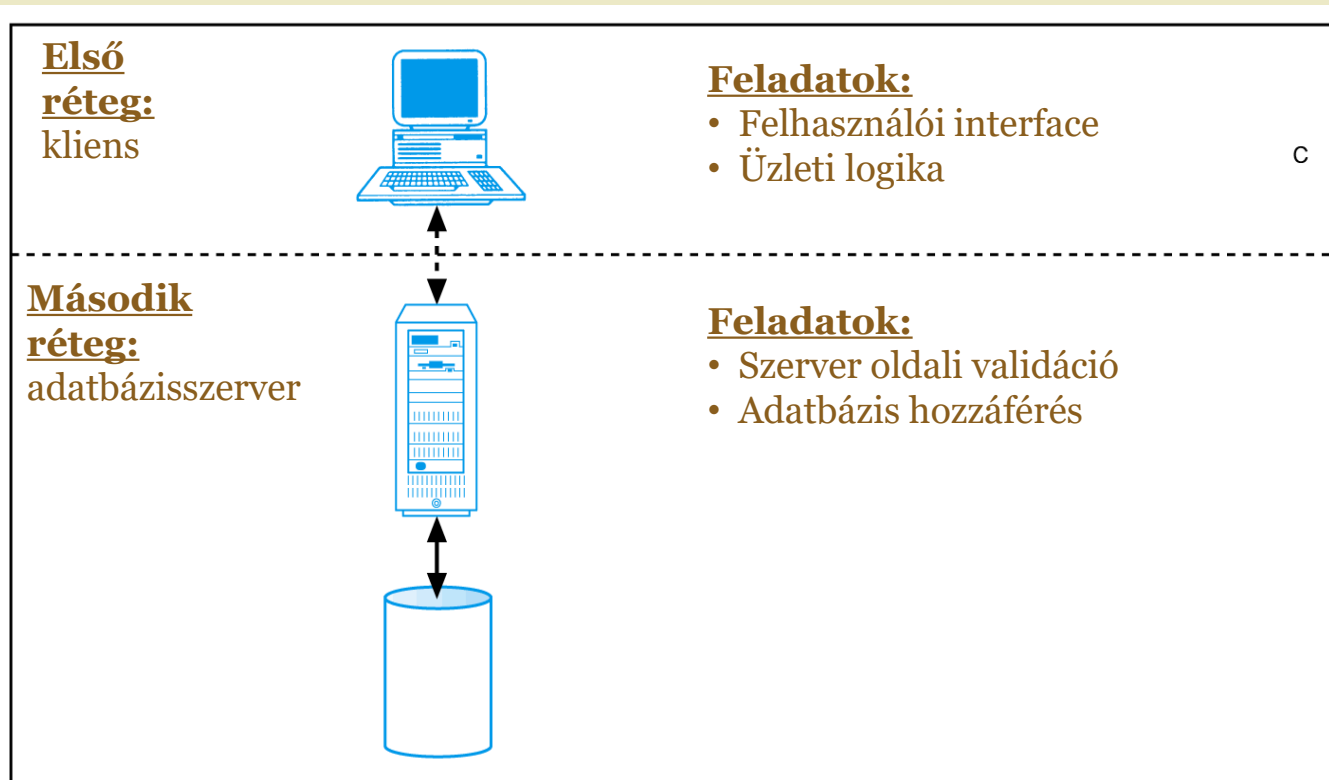 Első
réteg:
kliens
Feladatok:
• Felhasználói interface
• Üzleti logika
C
Második
réteg:
adatbázisszerver
Feladatok:
• Szerver oldali validáció
• Adatbázis hozzáférés